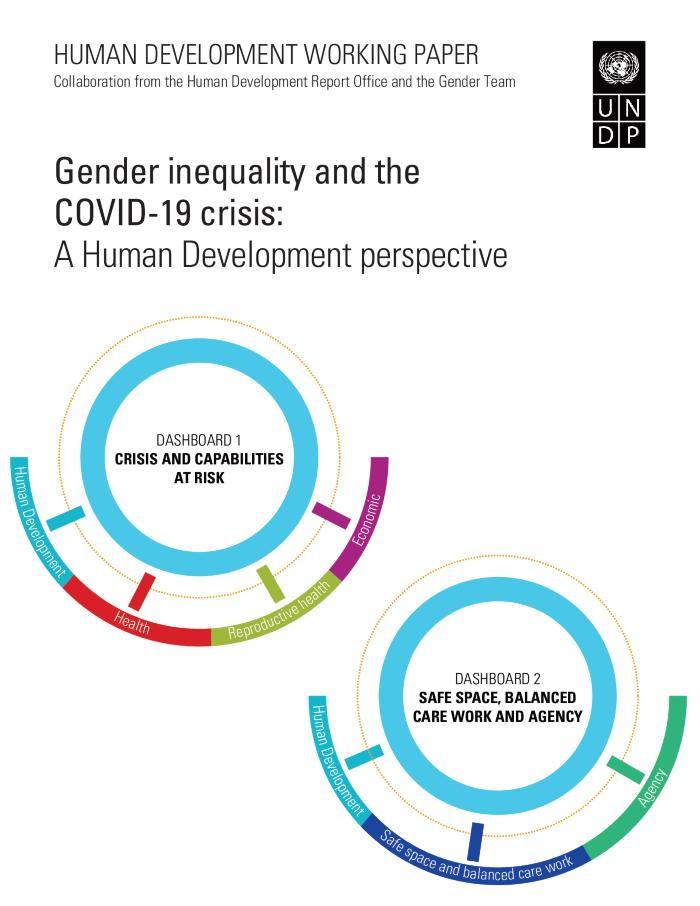 HUMAN DEVELOPMENT WORKING PAPER
Collaboration from the Human Development Report Office and the Gender Team
U N
D P
Gender inequality and the
COVID-19 crisis:
A Human Development perspective
DASHBOARD 1
CRISIS AND CAPABILITIES
AT RISK
Human Development
Health
Reproductive health
Economic
DASHBOARD 2
SAFE SPACE, BALANCED
CARE WORK AND AGENCY
Human Development
Safe space and balanced care work
Agency